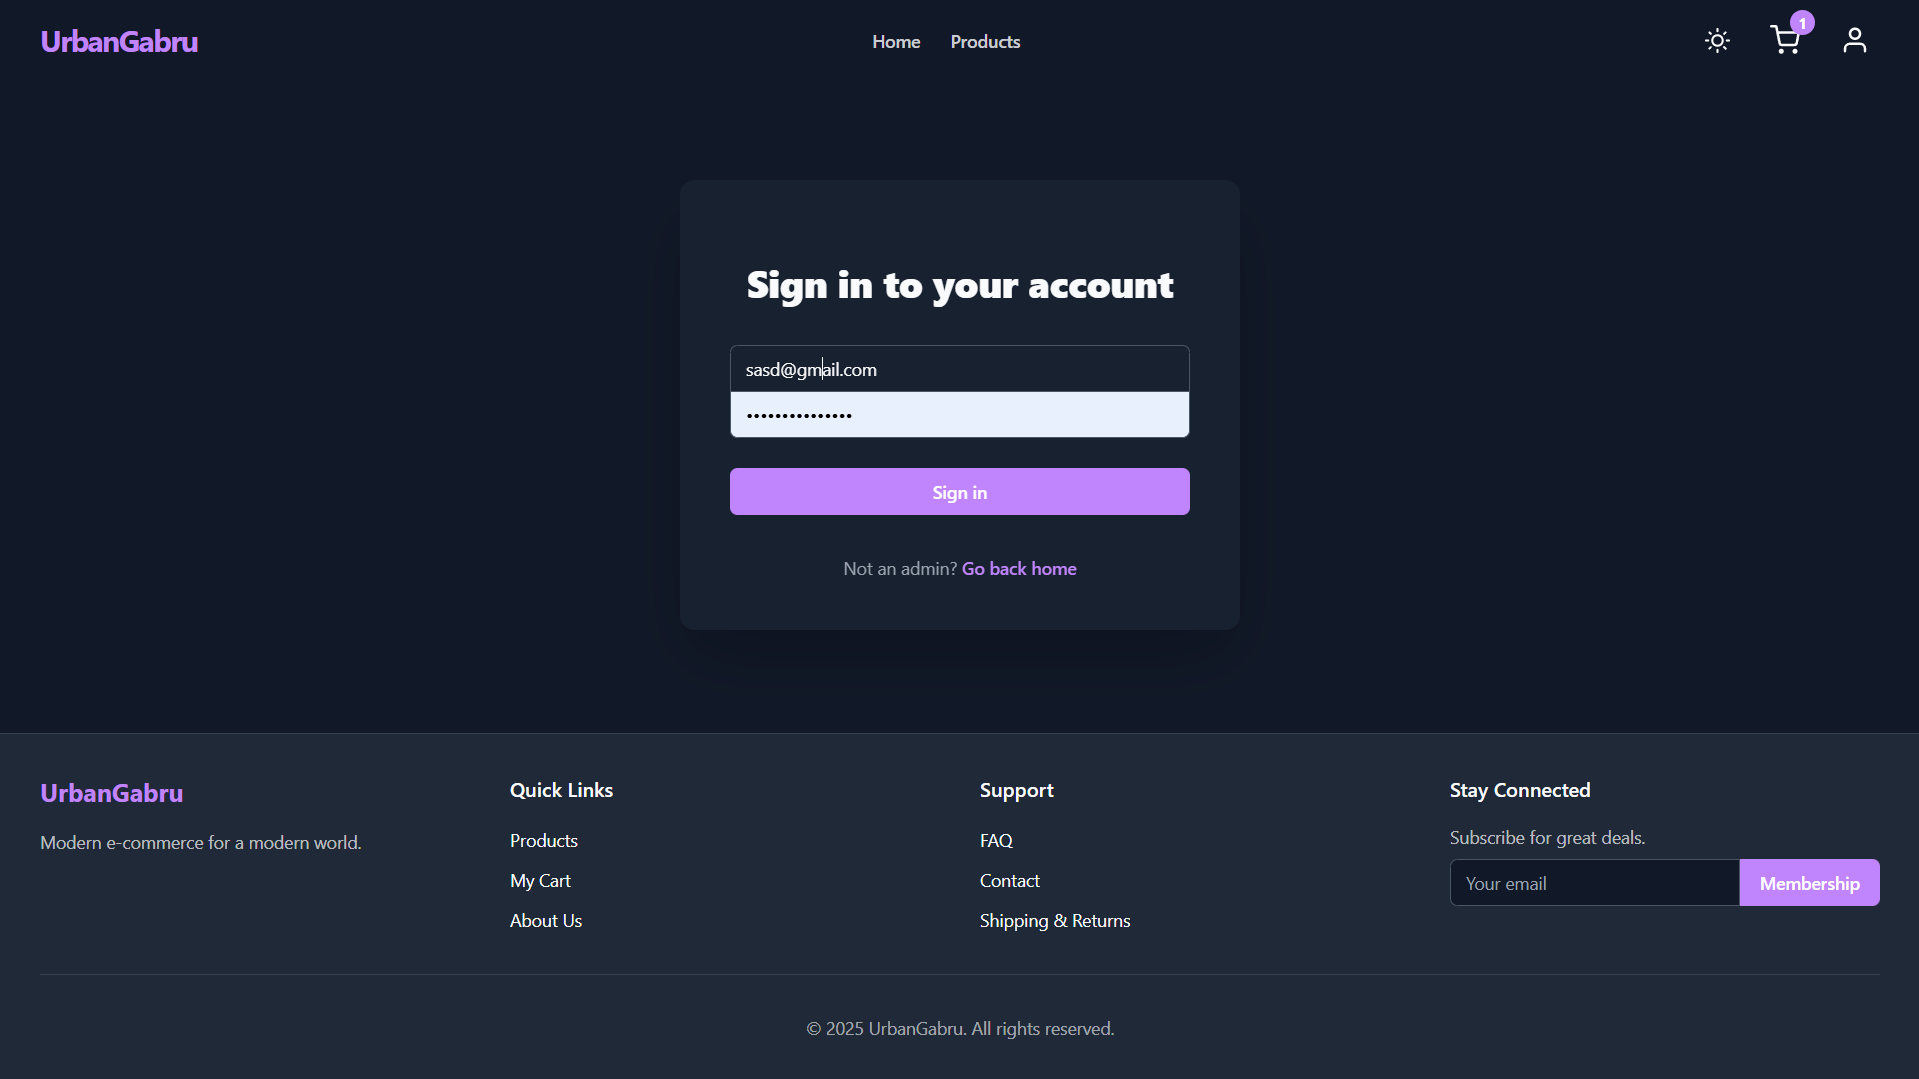 UrbanGabru
Home
Products
1
Sign in to your account
sasd@gmail.com
•••••••••••••••
Sign in
Not an admin? Go back home
UrbanGabru
Modern e-commerce for a modern world.
Quick Links
Products
My Cart
About Us
Support
FAQ
Contact
Shipping & Returns
Stay Connected
Subscribe for great deals.
Your email
Membership
© 2025 UrbanGabru. All rights reserved.